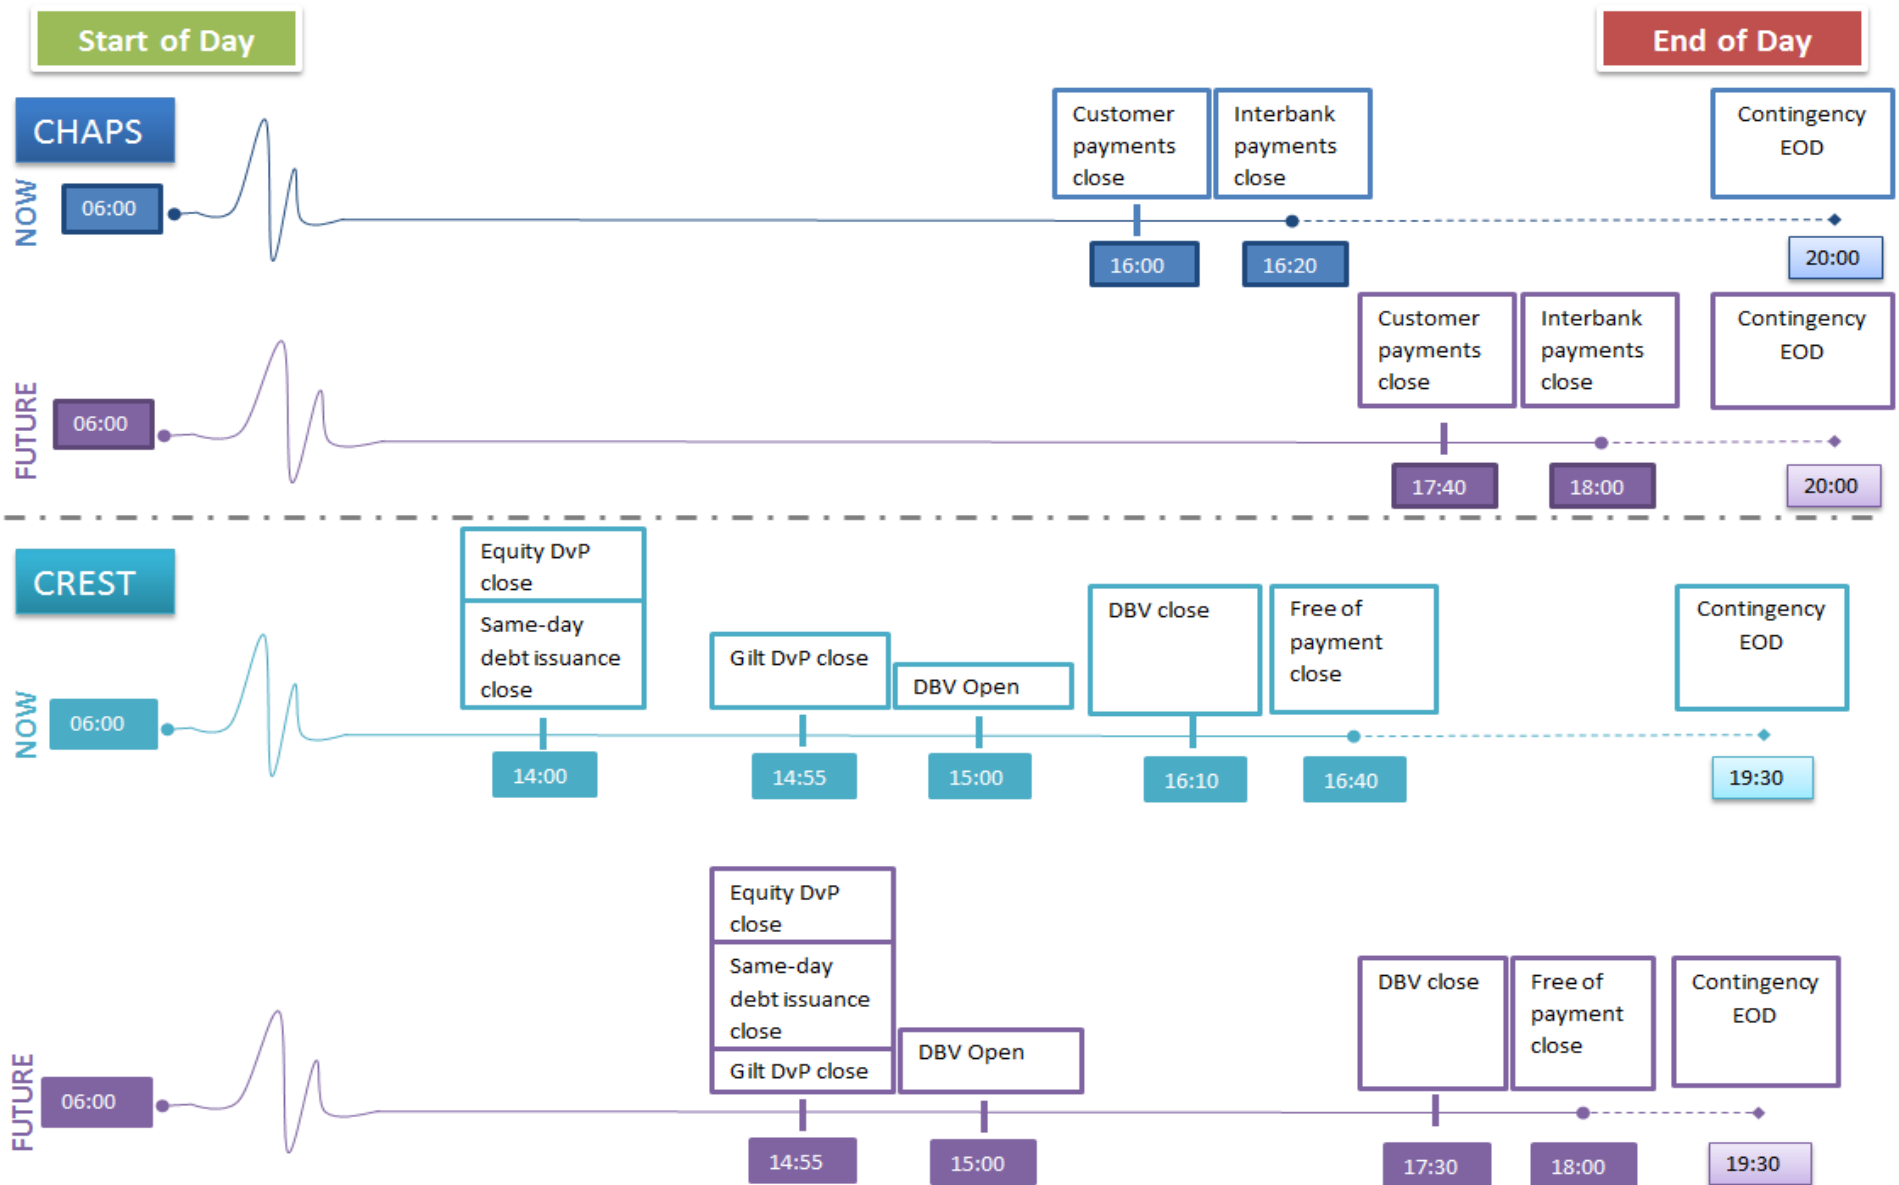 Start of Day
End of Day
CHAPS
NOW
06:00
Customer
payments
close
16:00
Interbank
payments
close
16:20
Contingency
EOD
20:00
FUTURE
06:00
Customer
payments
close
17:40
Interbank
payments
close
18:00
Contingency
EOD
20:00
CREST
NOW
06:00
Equity DvP
close
Same-day
debt issuance
close
14:00
Gilt DvP close
14:55
DBV Open
15:00
DBV close
16:10
Free of
payment
close
16:40
Contingency
EOD
19:30
FUTURE
06:00
Equity DvP
close
Same-day
debt issuance
close
Gilt DvP close
14:55
DBV Open
15:00
DBV close
17:30
Free of
payment
close
18:00
Contingency
EOD
19:30